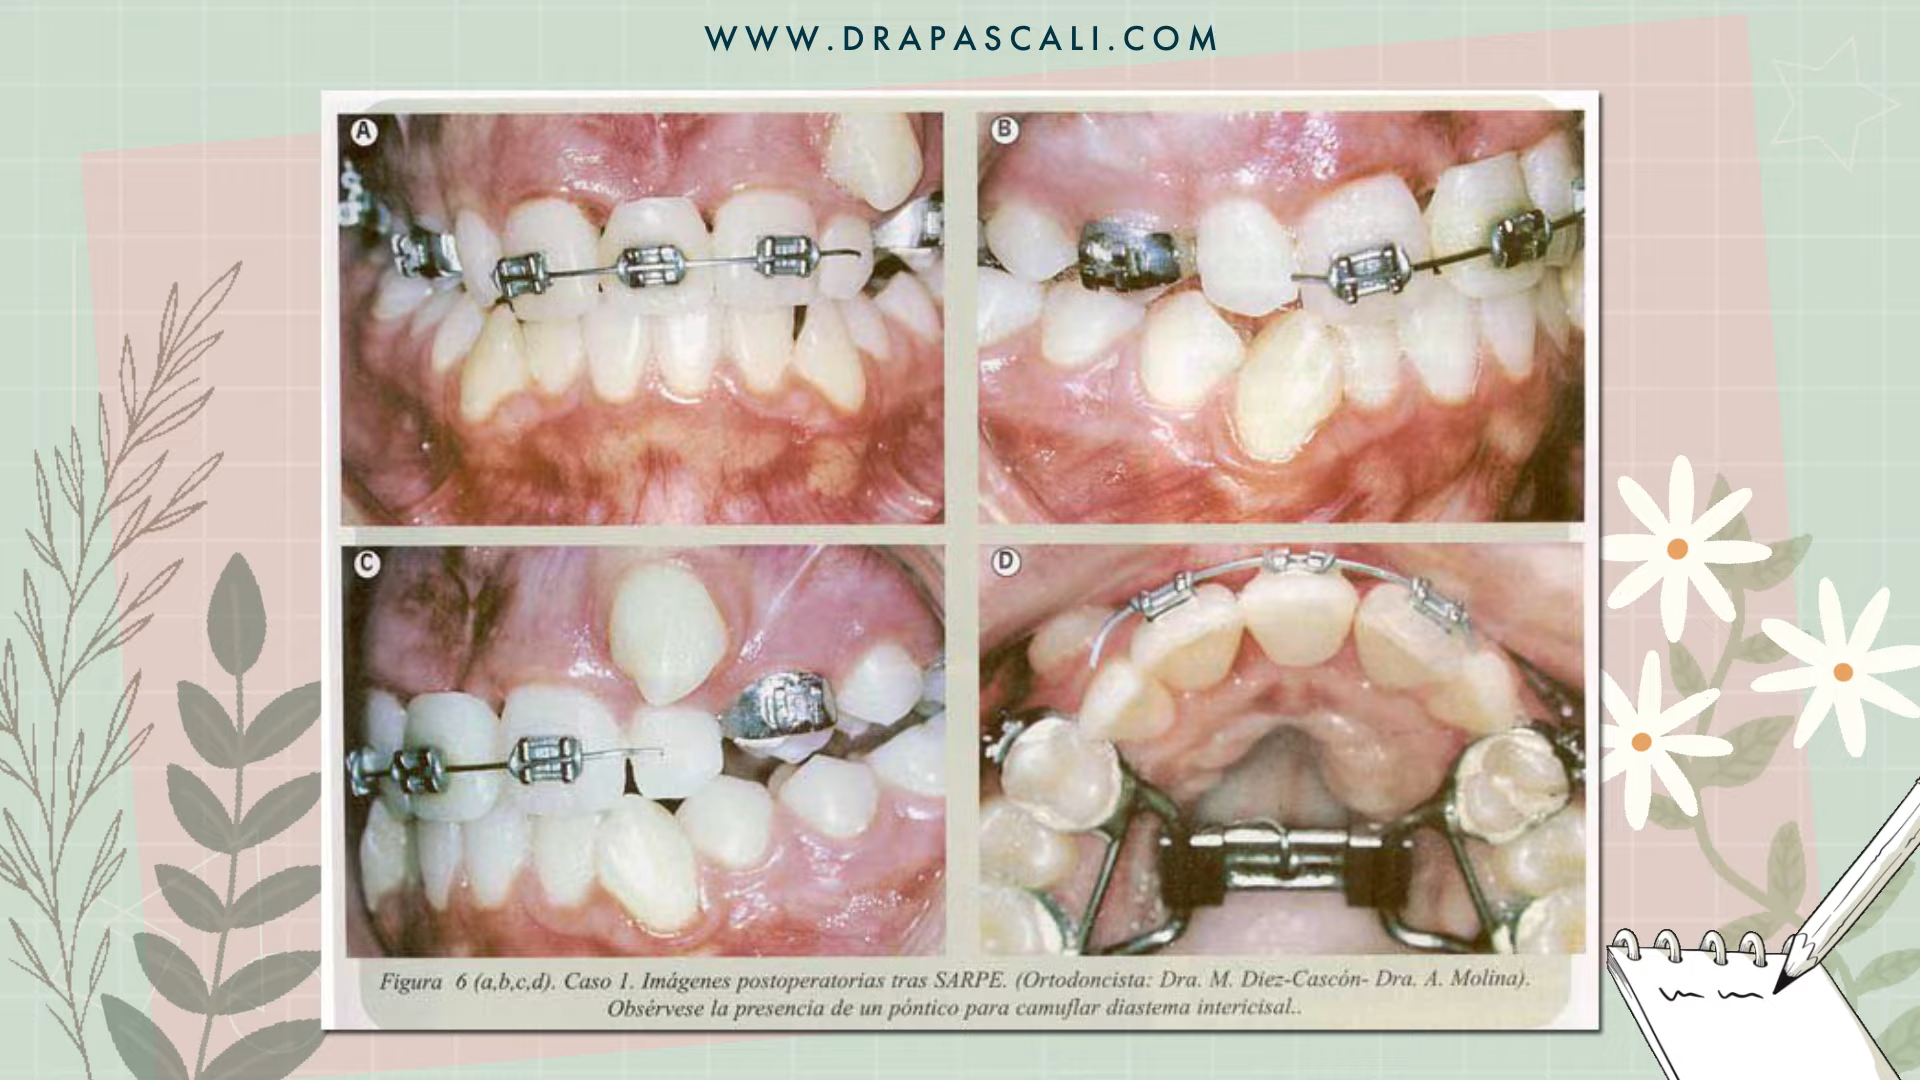 WWW.DRAPASCALI.COM
A
B
C
D
Figura 6 (a,b,c,d). Caso 1. Imágenes postoperatorias tras SARPE. (Ortodoncista: Dra. M. Díez-Cascón- Dra. A. Molina).
Obsérvese la presencia de un póntico para camuflar diastema intericisal..